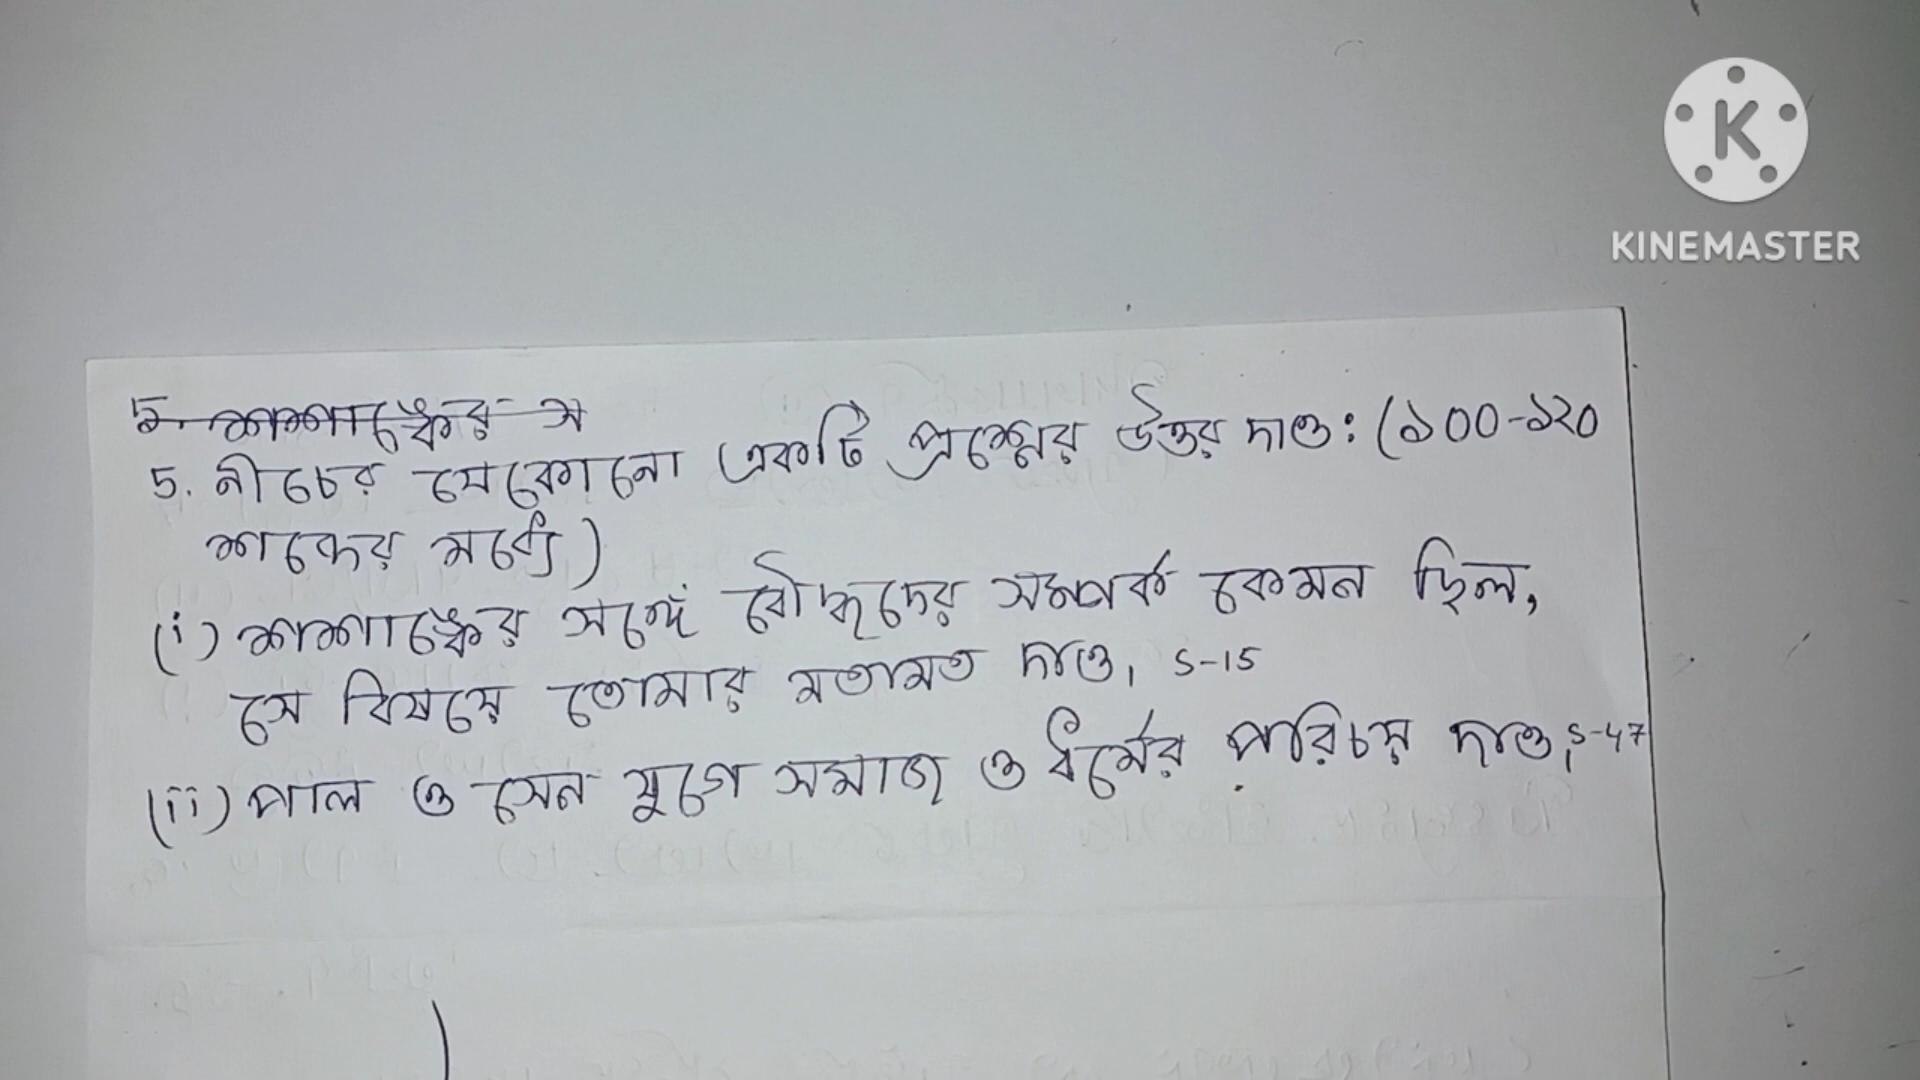 K
KINEMASTER
5. শশাঙ্কের স
5. নীচের যেকোনো একটি প্রশ্নের উত্তর দাও: (১00-১২0
শব্দের মধ্যে)
(i) শশাঙ্কের সঙ্গে বৌদ্ধদের সম্পর্ক কেমন ছিল,
সে বিষয়ে তোমার মতামত দাও। S-15
(ii) পাল ও সেন যুগে সমাজ ও ধর্মের পরিচয় দাও। S-47